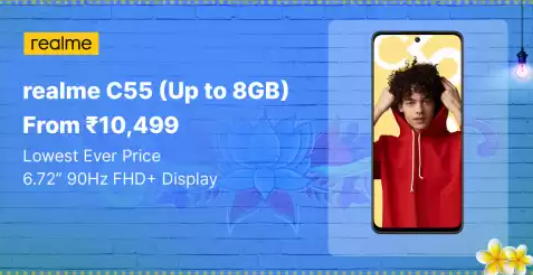 realme
realme C55 (Up to 8GB)
From ₹10,499
Lowest Ever Price
6.72” 90Hz FHD+ Display